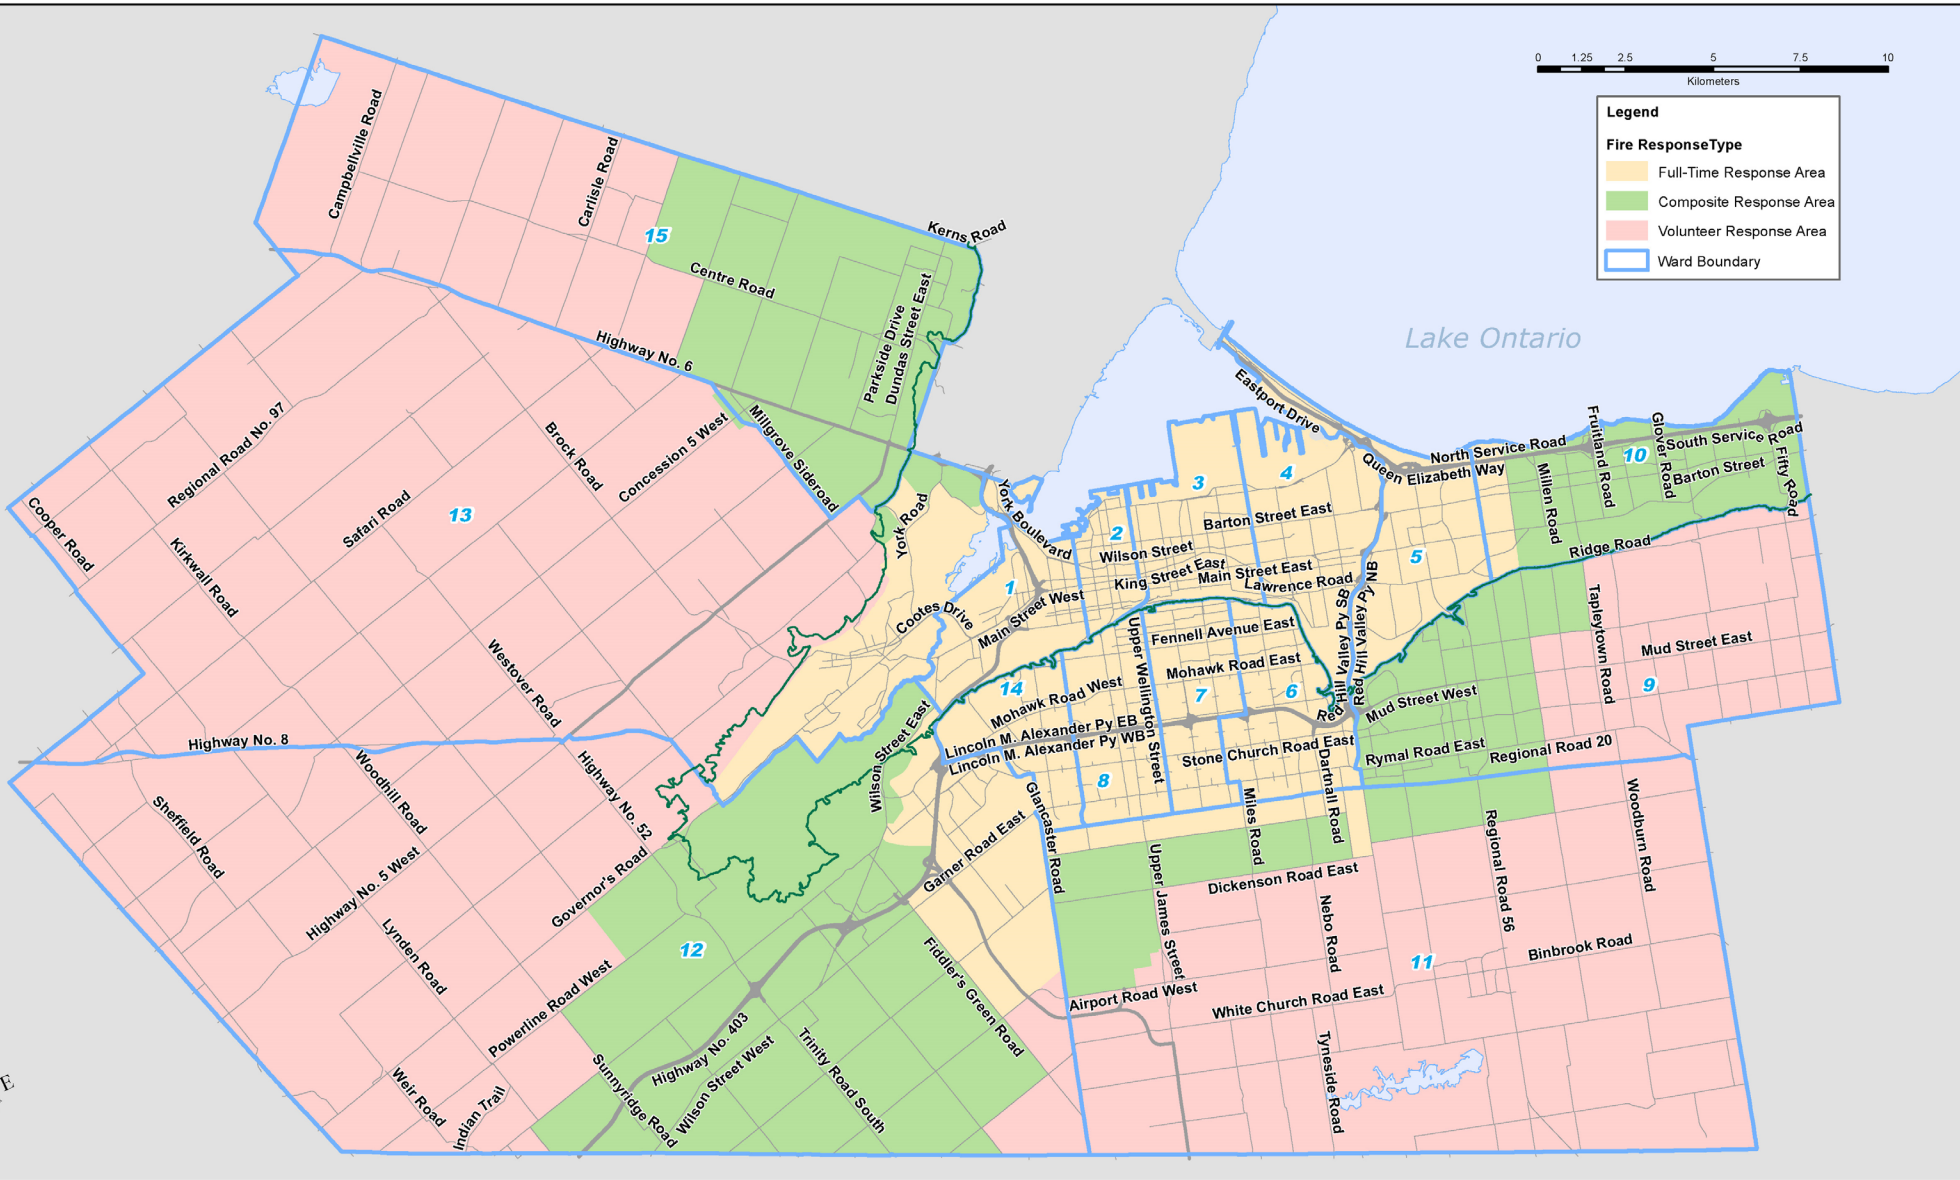 0 1.25 2.5 5 7.5 10
Kilometers
Legend
Fire ResponseType
Full-Time Response Area
Composite Response Area
Volunteer Response Area
Ward Boundary
Lake Ontario
Campbellville Road
Carlisle Road
15
Kerns Road
Centre Road
Parkside Drive
Dundas Street East
Highway No. 6
Millgrove Sideroad
Concession 5 West
Brock Road
Regional Road No. 97
Safari Road
13
Cooper Road
Kirkwall Road
Westover Road
Highway No. 8
York Road
York Boulevard
Cootes Drive
Main Street West
1
2
3
4
5
Eastport Drive
Queen Elizabeth Way
North Service Road
South Service Road
Fruitland Road
Glover Road
10
Barton Street
Fifty Road
Millen Road
Ridge Road
Barton Street East
Wilson Street
King Street East
Main Street East
Lawrence Road
Red Hill Valley Py SB
Red Hill Valley Py NB
Fennell Avenue East
Mohawk Road East
Mohawk Road West
Upper Wellington Street
14
7
6
8
Lincoln M. Alexander Py EB
Lincoln M. Alexander Py WB
Stone Church Road East
Mud Street West
Mud Street East
Tapleytown Road
9
Rymal Road East
Regional Road 20
Dartnall Road
Miles Road
Glancaster Road
Garner Road East
Wilson Street East
Woodhill Road
Highway No. 52
Sheffield Road
Highway No. 5 West
Governor's Road
Lynden Road
12
Powerline Road West
Weir Road
Indian Trail
Sunnyridge Road
Highway No. 403
Wilson Street West
Trinity Road South
Fiddler's Green Road
Upper James Street
Dickenson Road East
Nebo Road
Regional Road 56
Woodburn Road
11
Binbrook Road
Airport Road West
White Church Road East
Tyneside Road
E